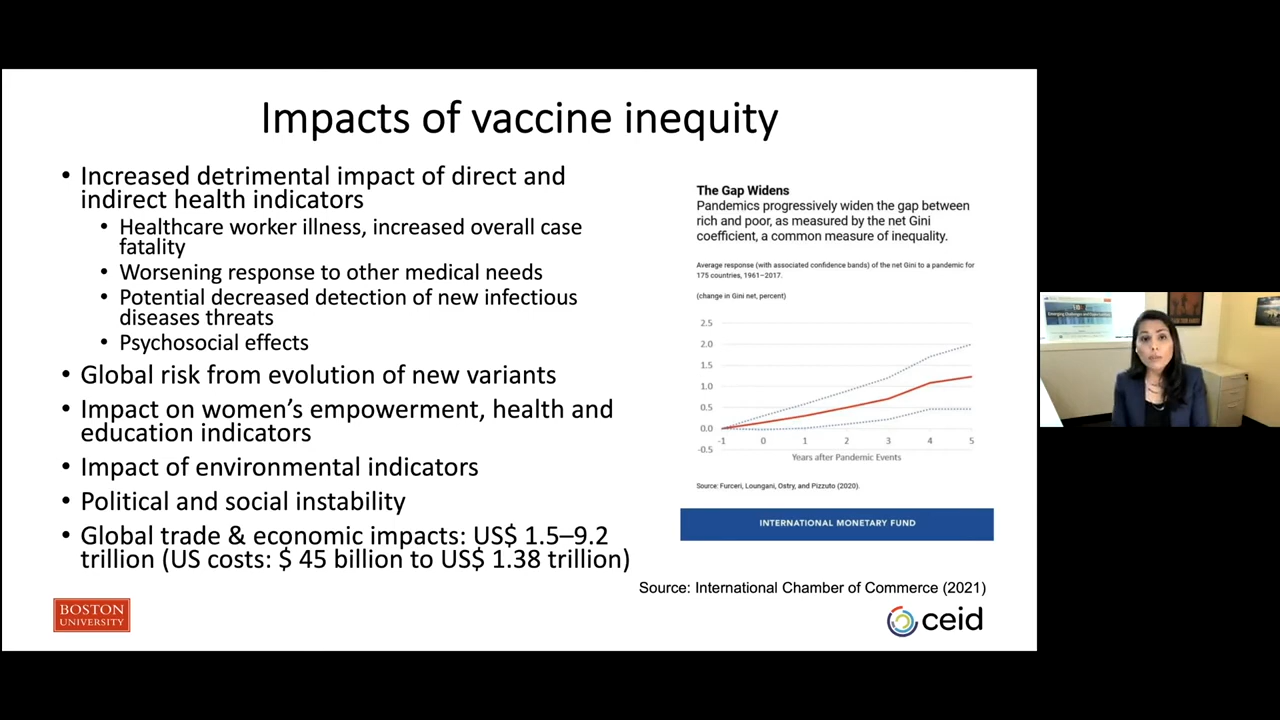 Impacts of vaccine inequity
• Increased detrimental impact of direct and
indirect health indicators
• Healthcare worker illness, increased overall case
fatality
• Worsening response to other medical needs
• Potential decreased detection of new infectious
diseases threats
• Psychosocial effects
• Global risk from evolution of new variants
• Impact on women’s empowerment, health and
education indicators
• Impact of environmental indicators
• Political and social instability
• Global trade & economic impacts: US$ 1.5–9.2
trillion (US costs: $ 45 billion to US$ 1.38 trillion)
The Gap Widens
Pandemics progressively widen the gap between
rich and poor, as measured by the net Gini
coefficient, a common measure of inequality.
Average response (with associated confidence bands) of the net Gini to a pandemic for
175 countries, 1961–2017.
(change in Gini net, percent)
2.5
2.0
1.5
1.0
0.5
0.0
-0.5
-1 0 1 2 3 4 5
Years after Pandemic Events
Source: Furceri, Loungani, Ostry, and Pizzuto (2020).
INTERNATIONAL MONETARY FUND
Source: International Chamber of Commerce (2021)
BOSTON
UNIVERSITY
ceid